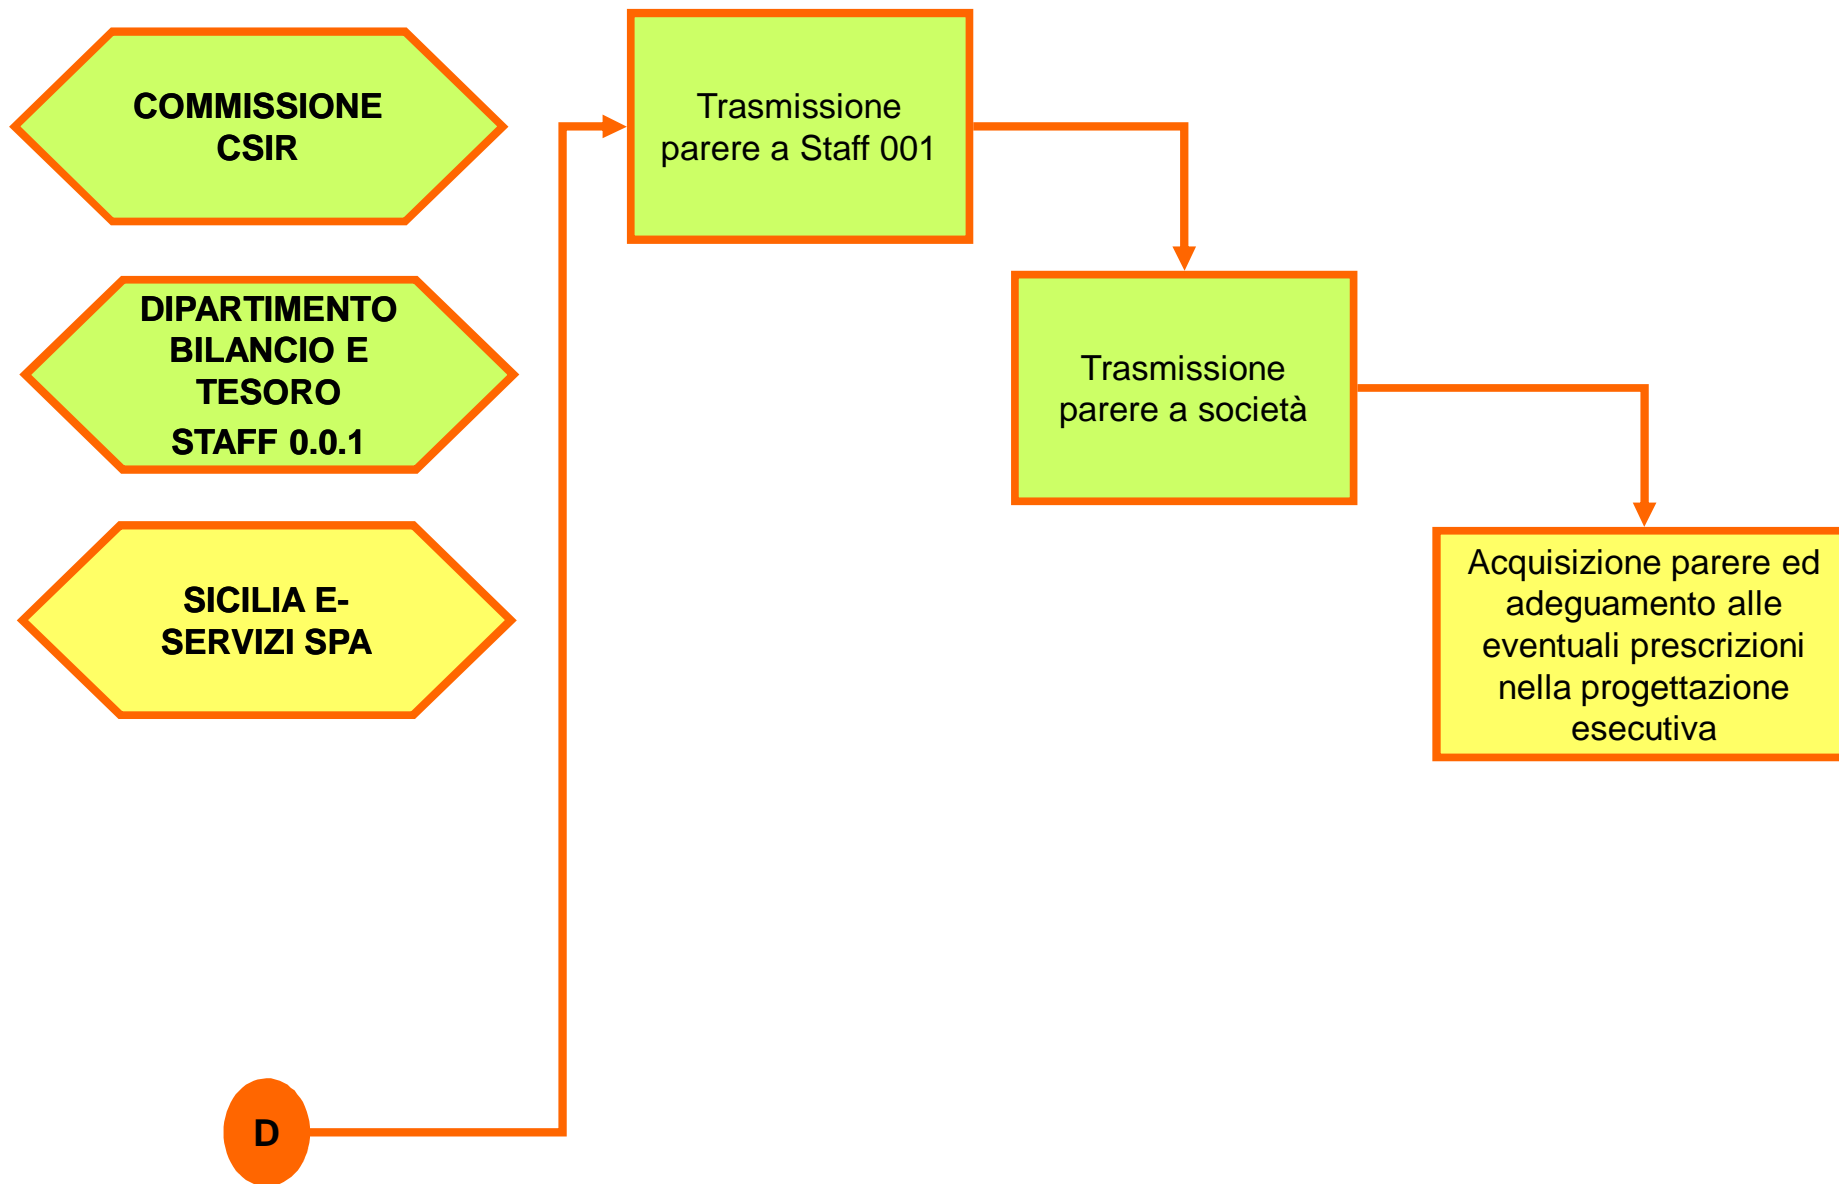 COMMISSIONE
CSIR
Trasmissione
parere a Staff 001
DIPARTIMENTO
BILANCIO E
TESORO
STAFF 0.0.1
Trasmissione
parere a società
SICILIA E-
SERVIZI SPA
Acquisizione parere ed
adeguamento alle
eventuali prescrizioni
nella progettazione
esecutiva
D